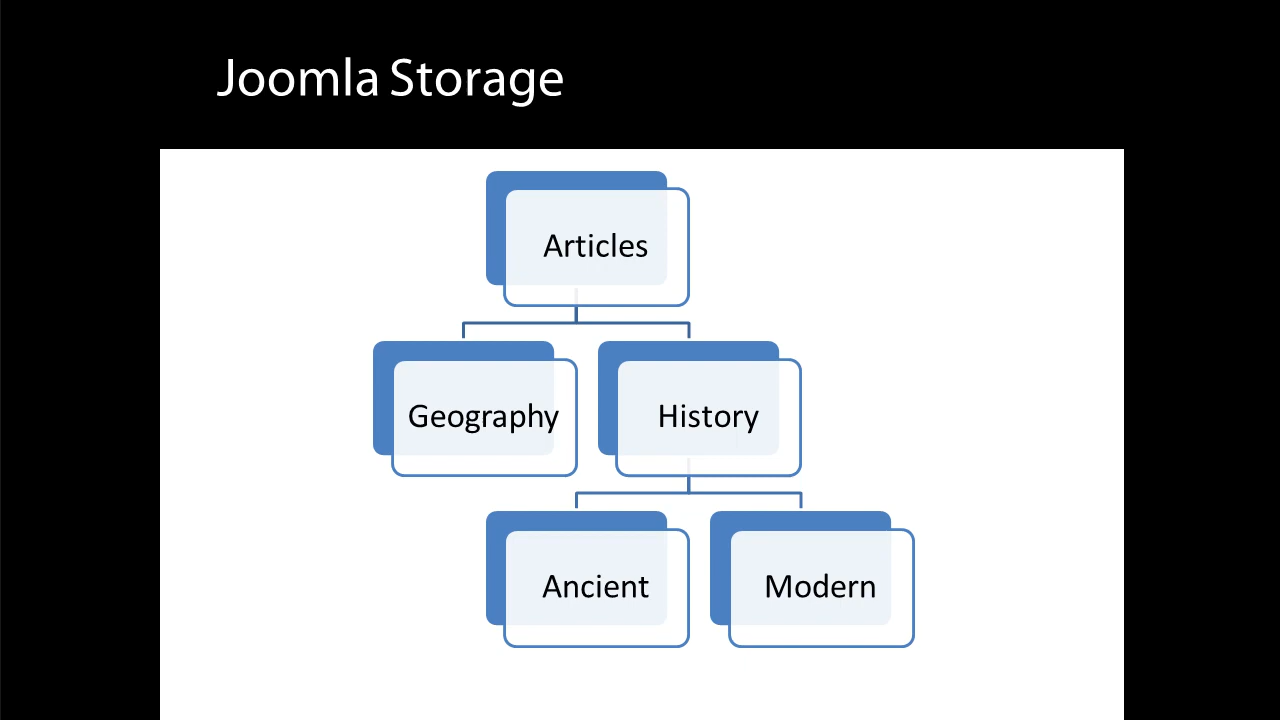 Joomla Storage
Articles
Geography
History
Ancient
Modern